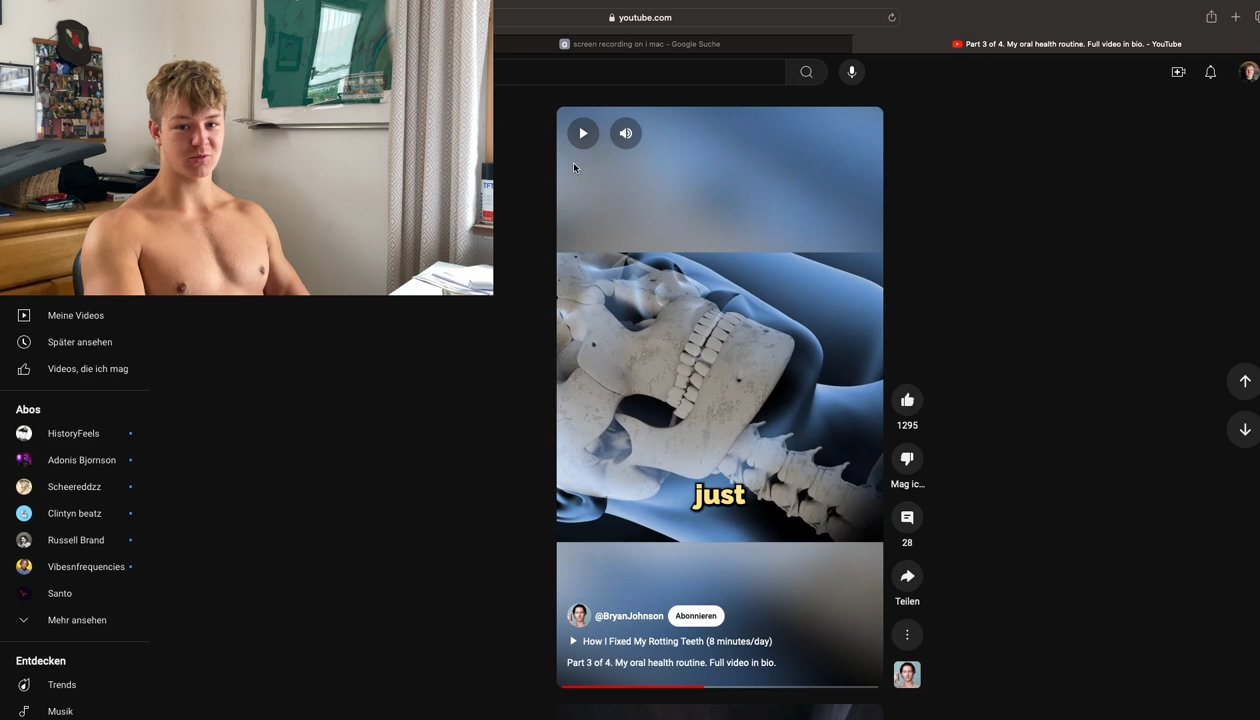 youtube.com
G screen recording on i mac - Google Suche
Part 3 of 4. My oral health routine. Full video in bio. - YouTube
TFT
Meine Videos
Später ansehen
Videos, die ich mag
Abos
HistoryFeels
Adonis Bjornson
Scheereddzz
Clintyn beatz
Russell Brand
Vibesnfrequencies
Santo
Mehr ansehen
Entdecken
Trends
Musik
just
@BryanJohnson Abonnieren
How I Fixed My Rotting Teeth (8 minutes/day)
Part 3 of 4. My oral health routine. Full video in bio.
1295
Mag ic...
28
Teilen